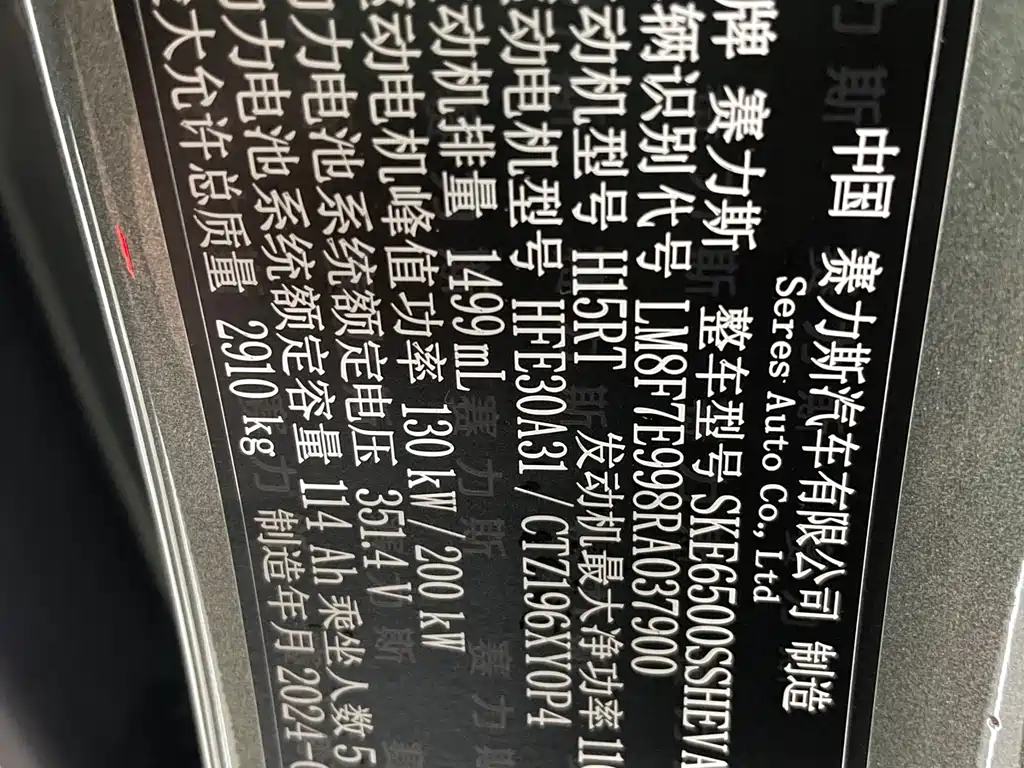 中国 赛力斯汽车有限公司 制造
Seres Auto Co., Ltd
牌 赛力斯 整车型号 SKE6500SSHEVA
辆识别代号 LM8F7E998RA037900
动机型号 H15RT 发动机最大净功率 110
动电机型号 HFE30A31 / CTZ196XY0P4
动机排量 1499 mL
动电机峰值功率 130 kW / 200 kW
力电池系统额定电压 351.4 V
力电池系统额定容量 114 Ah 乘坐人数 5
大允许总质量 2910 kg 制造年月 2024-0